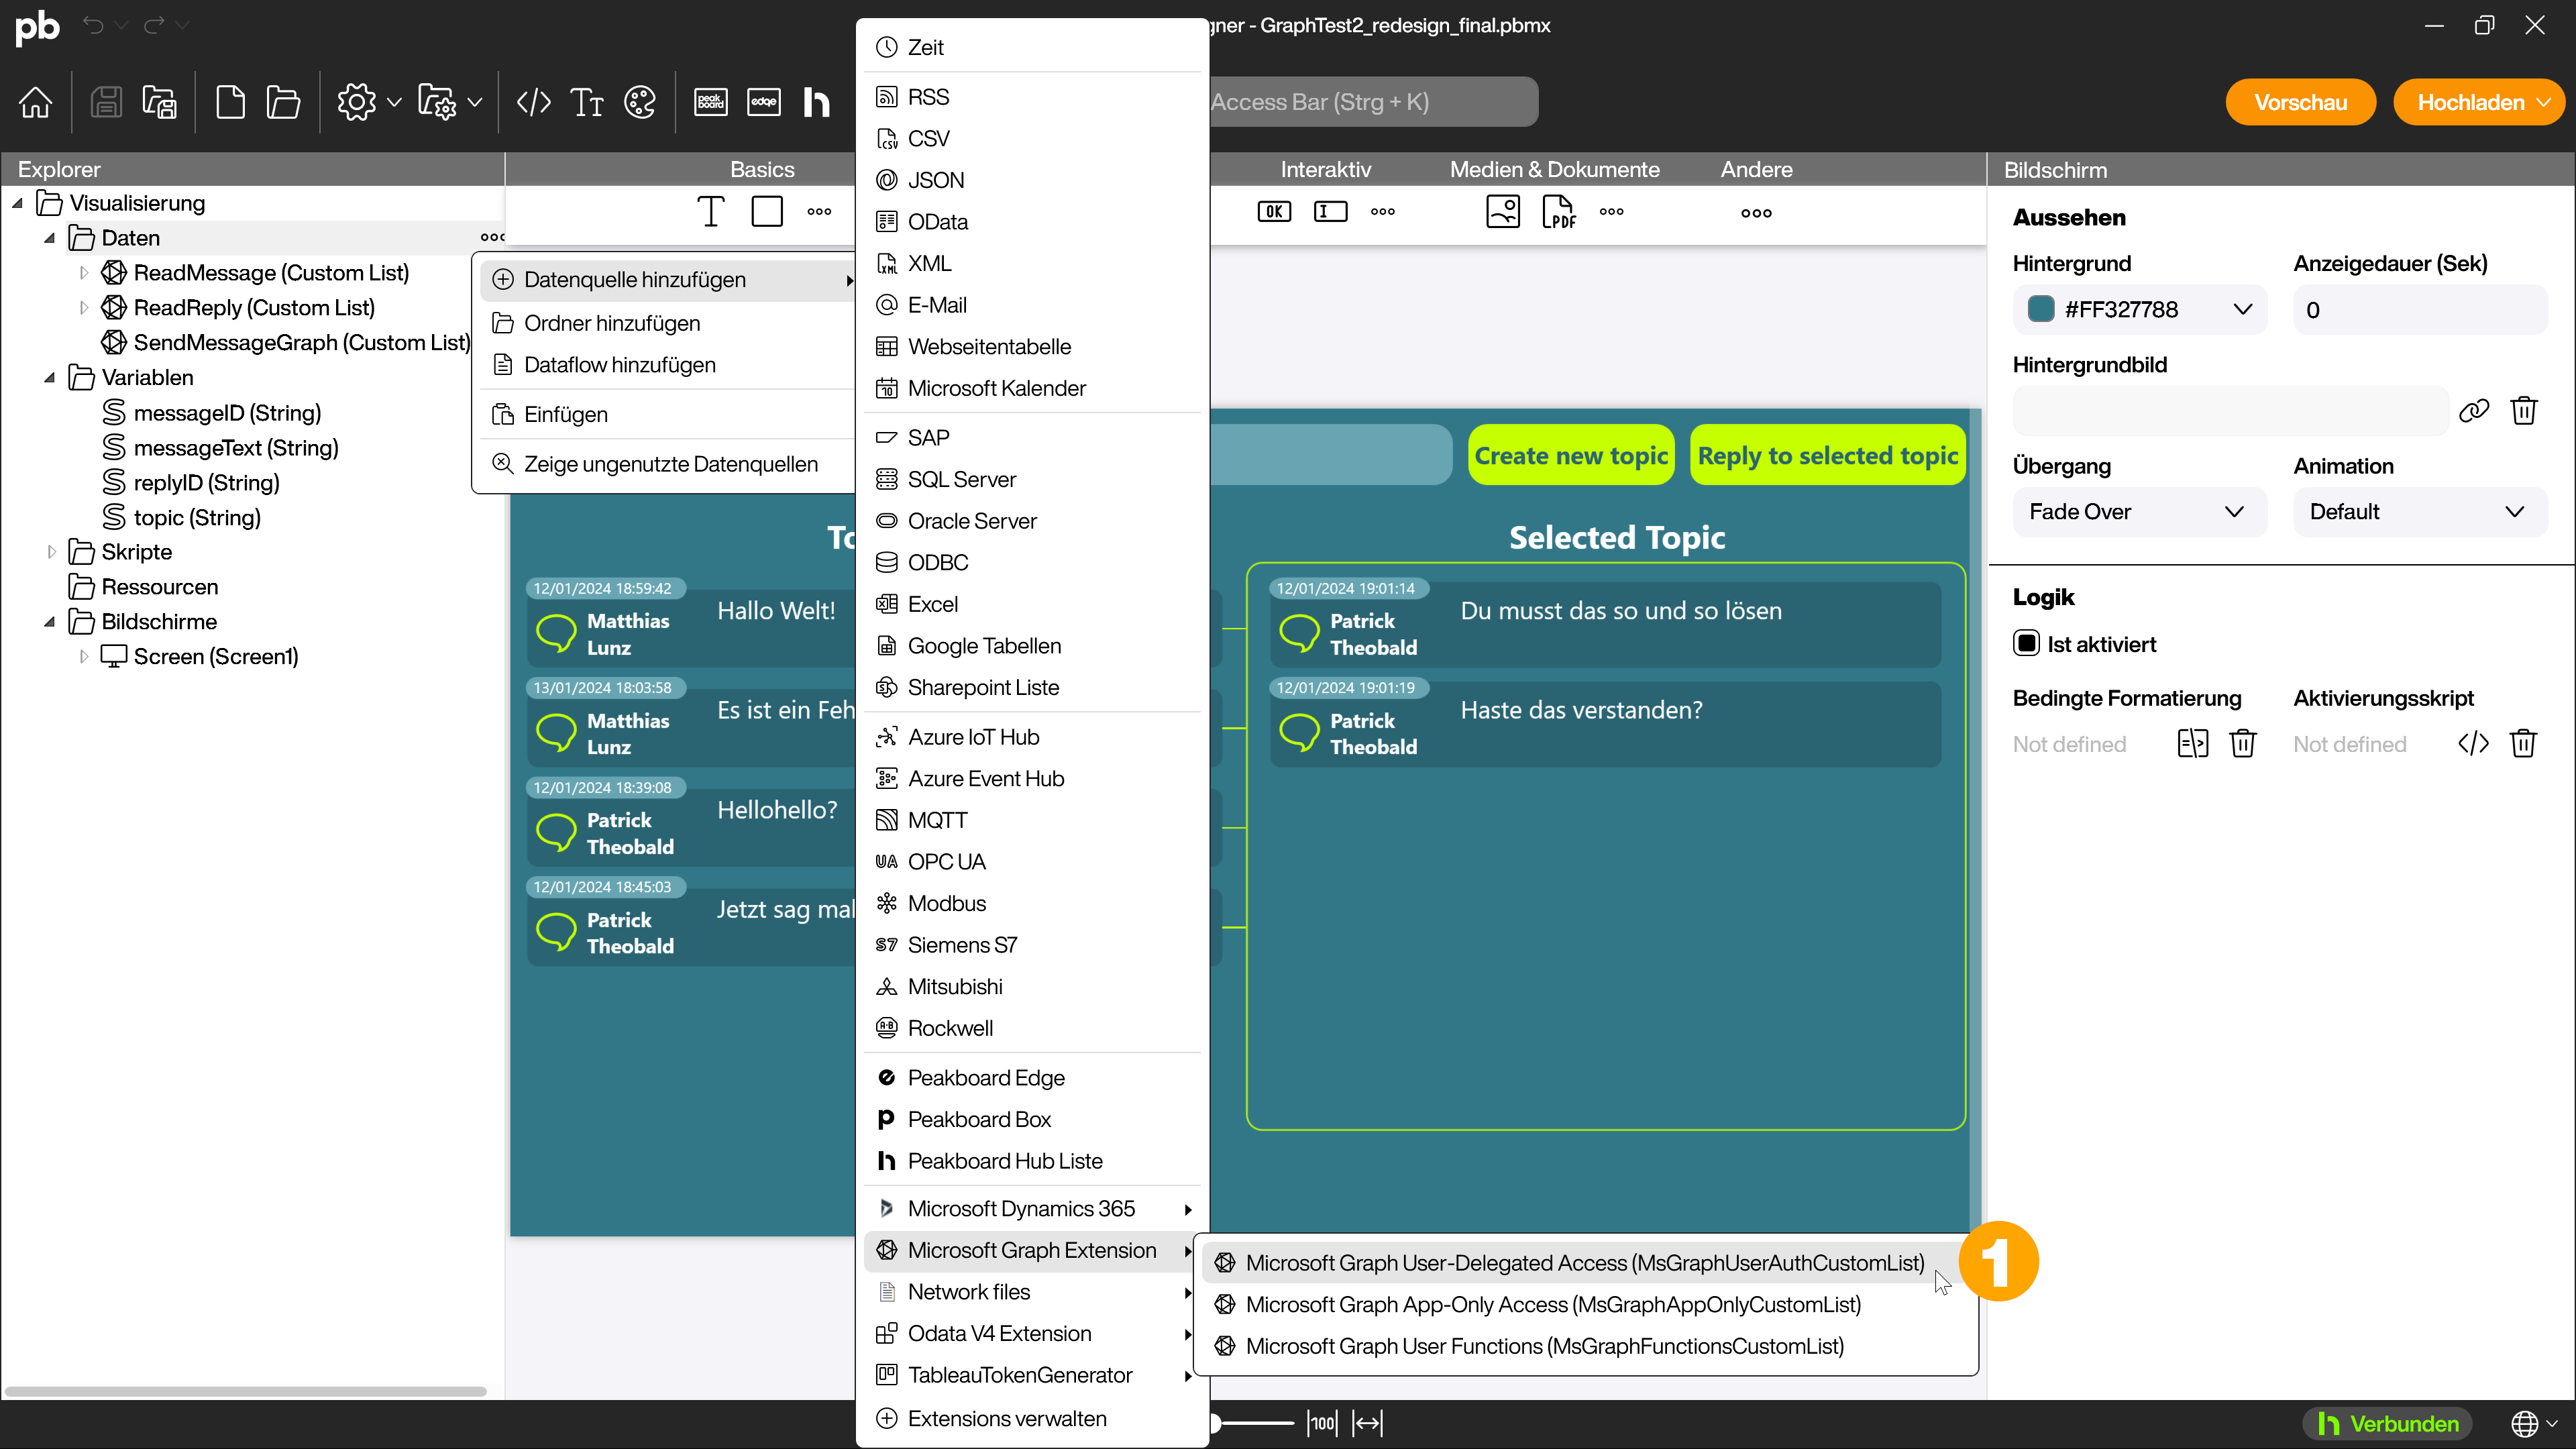 pb
gner - GraphTest2_redesign_final.pbmx
peak board
edge
h
Access Bar (Strg + K)
Vorschau
Hochladen
Explorer
Visualisierung
Daten
ReadMessage (Custom List)
ReadReply (Custom List)
SendMessageGraph (Custom List)
Variablen
messageID (String)
messageText (String)
replyID (String)
topic (String)
Skripte
Ressourcen
Bildschirme
Screen (Screen1)
Datenquelle hinzufügen
Ordner hinzufügen
Dataflow hinzufügen
Einfügen
Zeige ungenutzte Datenquellen
Zeit
RSS
CSV
JSON
OData
XML
E-Mail
Webseitentabelle
Microsoft Kalender
SAP
SQL Server
Oracle Server
ODBC
Excel
Google Tabellen
Sharepoint Liste
Azure IoT Hub
Azure Event Hub
MQTT
OPC UA
Modbus
Siemens S7
Mitsubishi
Rockwell
Peakboard Edge
Peakboard Box
Peakboard Hub Liste
Microsoft Dynamics 365
Microsoft Graph Extension
Network files
Odata V4 Extension
TableauTokenGenerator
Extensions verwalten
Microsoft Graph User-Delegated Access (MsGraphUserAuthCustomList)
Microsoft Graph App-Only Access (MsGraphAppOnlyCustomList)
Microsoft Graph User Functions (MsGraphFunctionsCustomList)
1
Basics
Interaktiv
Medien & Dokumente
Andere
OK
PDF
Create new topic
Reply to selected topic
To
12/01/2024 18:59:42
Matthias
Lunz
Hallo Welt!
13/01/2024 18:03:58
Matthias
Lunz
Es ist ein Feh
12/01/2024 18:39:08
Patrick
Theobald
Hellohello?
12/01/2024 18:45:03
Patrick
Theobald
Jetzt sag mal
Selected Topic
12/01/2024 19:01:14
Patrick
Theobald
Du musst das so und so lösen
12/01/2024 19:01:19
Patrick
Theobald
Haste das verstanden?
Bildschirm
Aussehen
Hintergrund
Anzeigedauer (Sek)
#FF327788
0
Hintergrundbild
Übergang
Animation
Fade Over
Default
Logik
Ist aktiviert
Bedingte Formatierung
Aktivierungsskript
Not defined
Not defined
100
h Verbunden